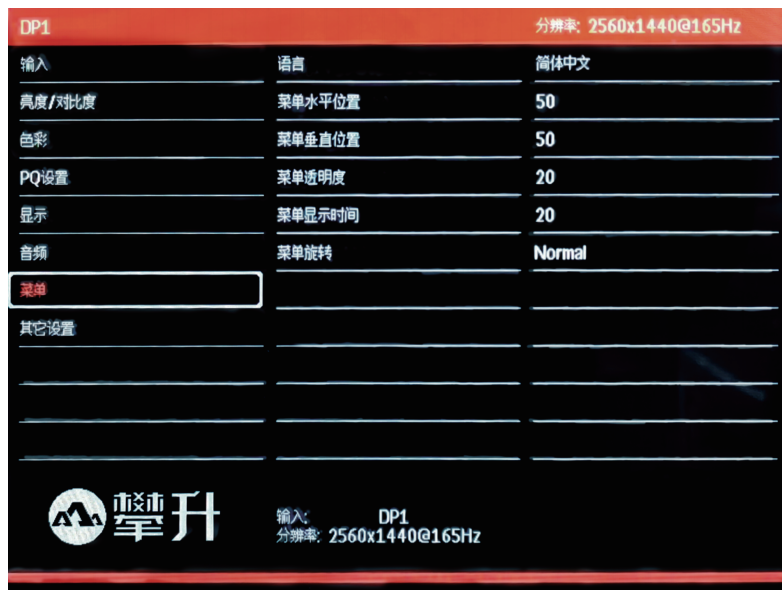 DP1 分辨率: 2560x1440@165Hz
输入 语言 简体中文
亮度/对比度 菜单水平位置 50
色彩 菜单垂直位置 50
PQ设置 菜单透明度 20
显示 菜单显示时间 20
音频 菜单旋转 Normal
菜单
其它设置
攀升
输入: DP1
分辨率: 2560x1440@165Hz